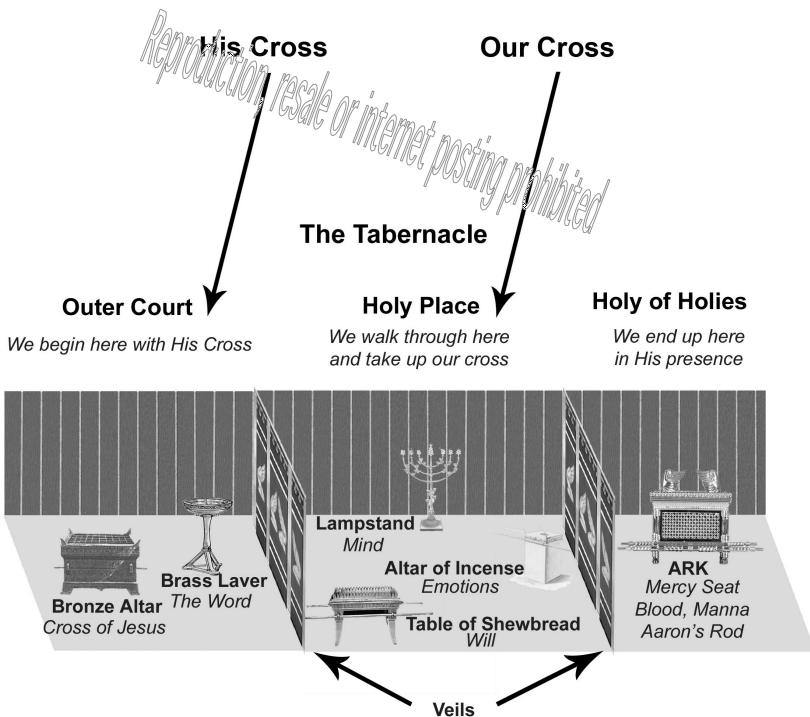 His Cross
Our Cross
Reproduction resale or internet posting prohibited
The Tabernacle
Outer Court
We begin here with His Cross
Holy Place
We walk through here
and take up our cross
Holy of Holies
We end up here
in His presence
Lampstand
Mind
Altar of Incense
Emotions
Table of Shewbread
Will
Brass Laver
The Word
Bronze Altar
Cross of Jesus
ARK
Mercy Seat
Blood, Manna
Aaron's Rod
Veils